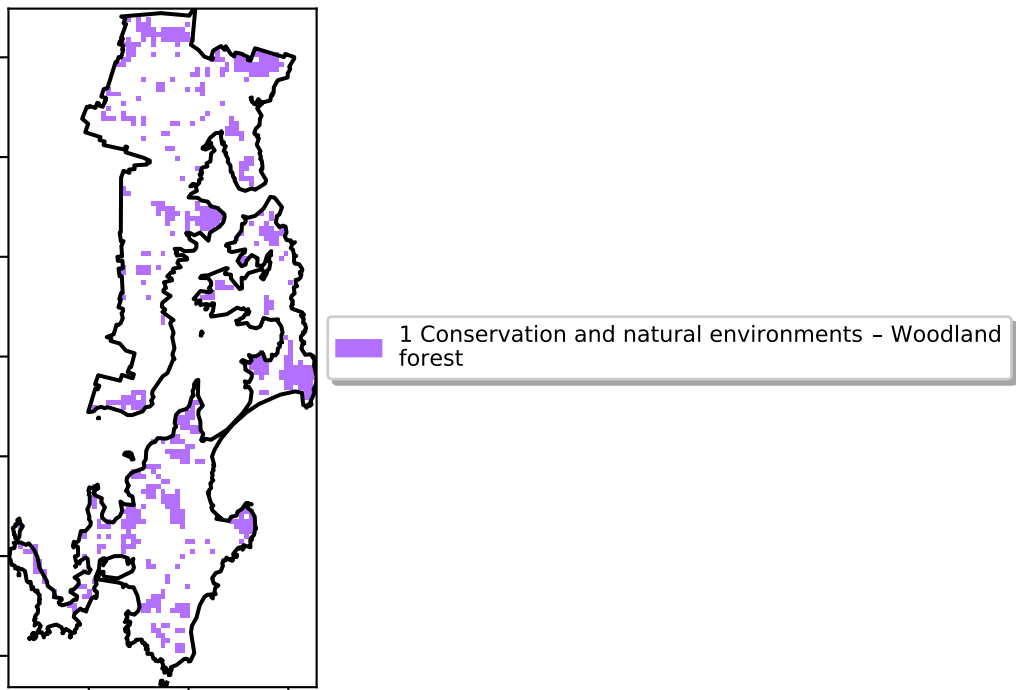 1 Conservation and natural environments – Woodland
forest